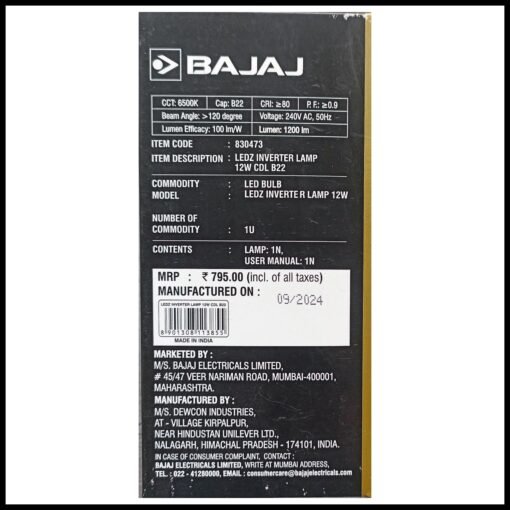 BAJAJ
CCT: 6500K Cap: B22 CRI: ≥80 P. F.: ≥0.9
Beam Angle: >120 degree Voltage: 240V AC, 50Hz
Lumen Efficacy: 100 lm/W Lumen: 1200 lm
ITEM CODE : 830473
ITEM DESCRIPTION : LEDZ INVERTER LAMP
12W CDL B22
COMMODITY : LED BULB
MODEL : LEDZ INVERTER LAMP 12W
NUMBER OF
COMMODITY : 1U
CONTENTS : LAMP: 1N,
USER MANUAL: 1N
MRP : ₹ 795.00 (incl. of all taxes)
MANUFACTURED ON : 09/2024
LEDZ INVERTER LAMP 12W CDL B22
8 901308 113855
MADE IN INDIA
MARKETED BY :
M/S. BAJAJ ELECTRICALS LIMITED,
# 45/47 VEER NARIMAN ROAD, MUMBAI-400001,
MAHARASHTRA.
MANUFACTURED BY :
M/S. DEWCON INDUSTRIES,
AT - VILLAGE KIRPALPUR,
NEAR HINDUSTAN UNILEVER LTD.,
NALAGARH, HIMACHAL PRADESH - 174101, INDIA.
IN CASE OF CONSUMER COMPLAINT, CONTACT :
BAJAJ ELECTRICALS LIMITED, WRITE AT MUMBAI ADDRESS,
TEL. : 022 - 41280000, EMAIL : consumercare@bajajelectricals.com